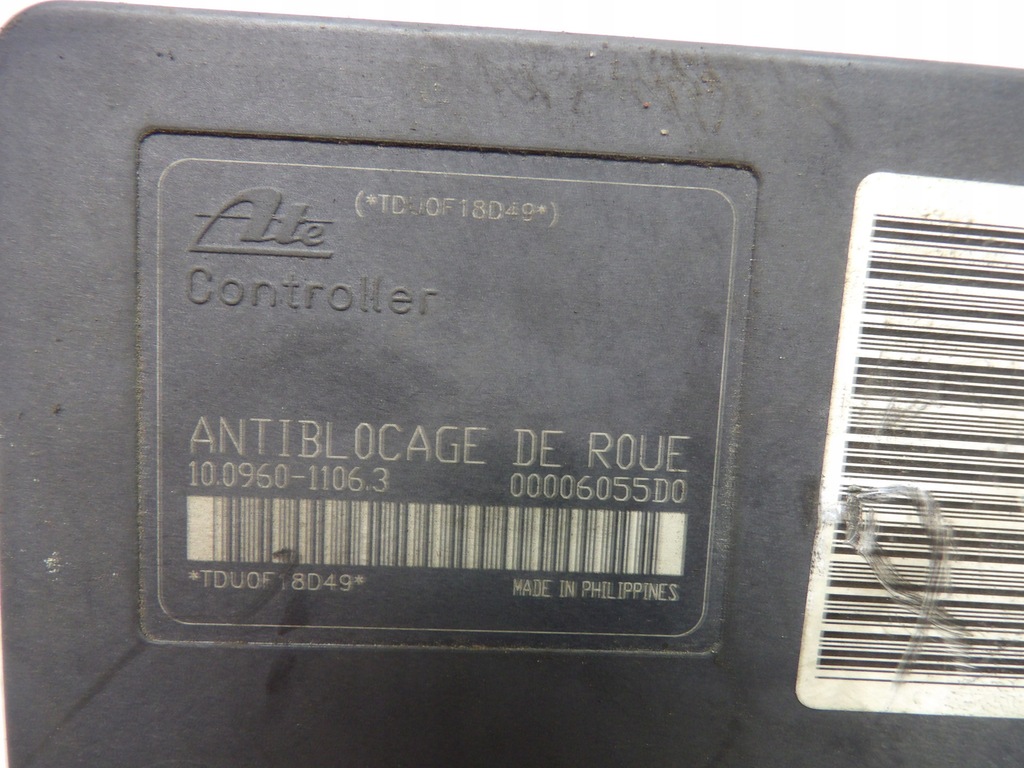 Ate (*TDU0F18D49*)
Controller
ANTIBLOCAGE DE ROUE
10.0960-1106.3 00006055D0
*TDU0F18D49* MADE IN PHILIPPINES